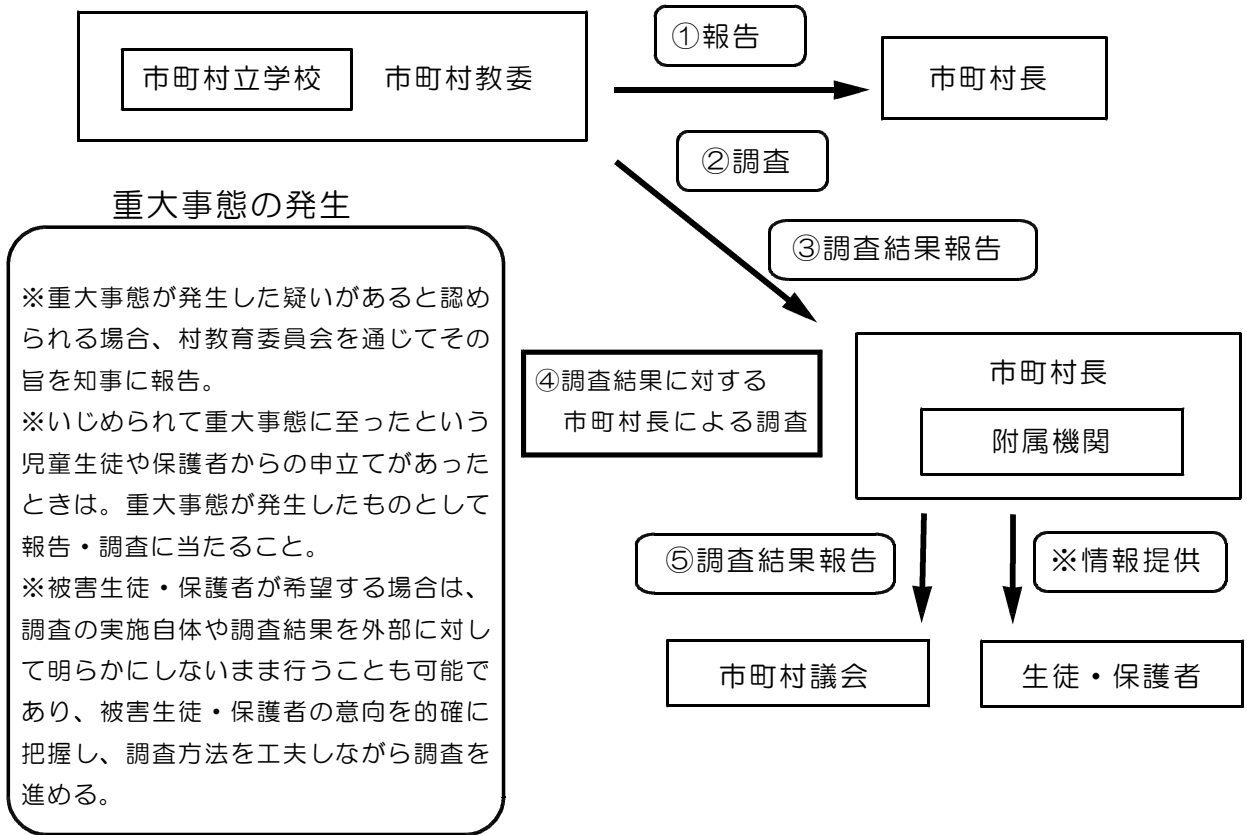 ①報告
市町村立学校
市町村教委
市町村長
②調査
重大事態の発生
③調査結果報告
※重大事態が発生した疑いがあると認め
られる場合、村教育委員会を通じてその
旨を知事に報告。
※いじめられて重大事態に至ったという
児童生徒や保護者からの申立てがあった
ときは。重大事態が発生したものとして
報告・調査に当たること。
※被害生徒・保護者が希望する場合は、
調査の実施自体や調査結果を外部に対し
て明らかにしないまま行うことも可能で
あり、被害生徒・保護者の意向を的確に
把握し、調査方法を工夫しながら調査を
進める。
④調査結果に対する
市町村長による調査
市町村長
附属機関
⑤調査結果報告
※情報提供
市町村議会
生徒・保護者